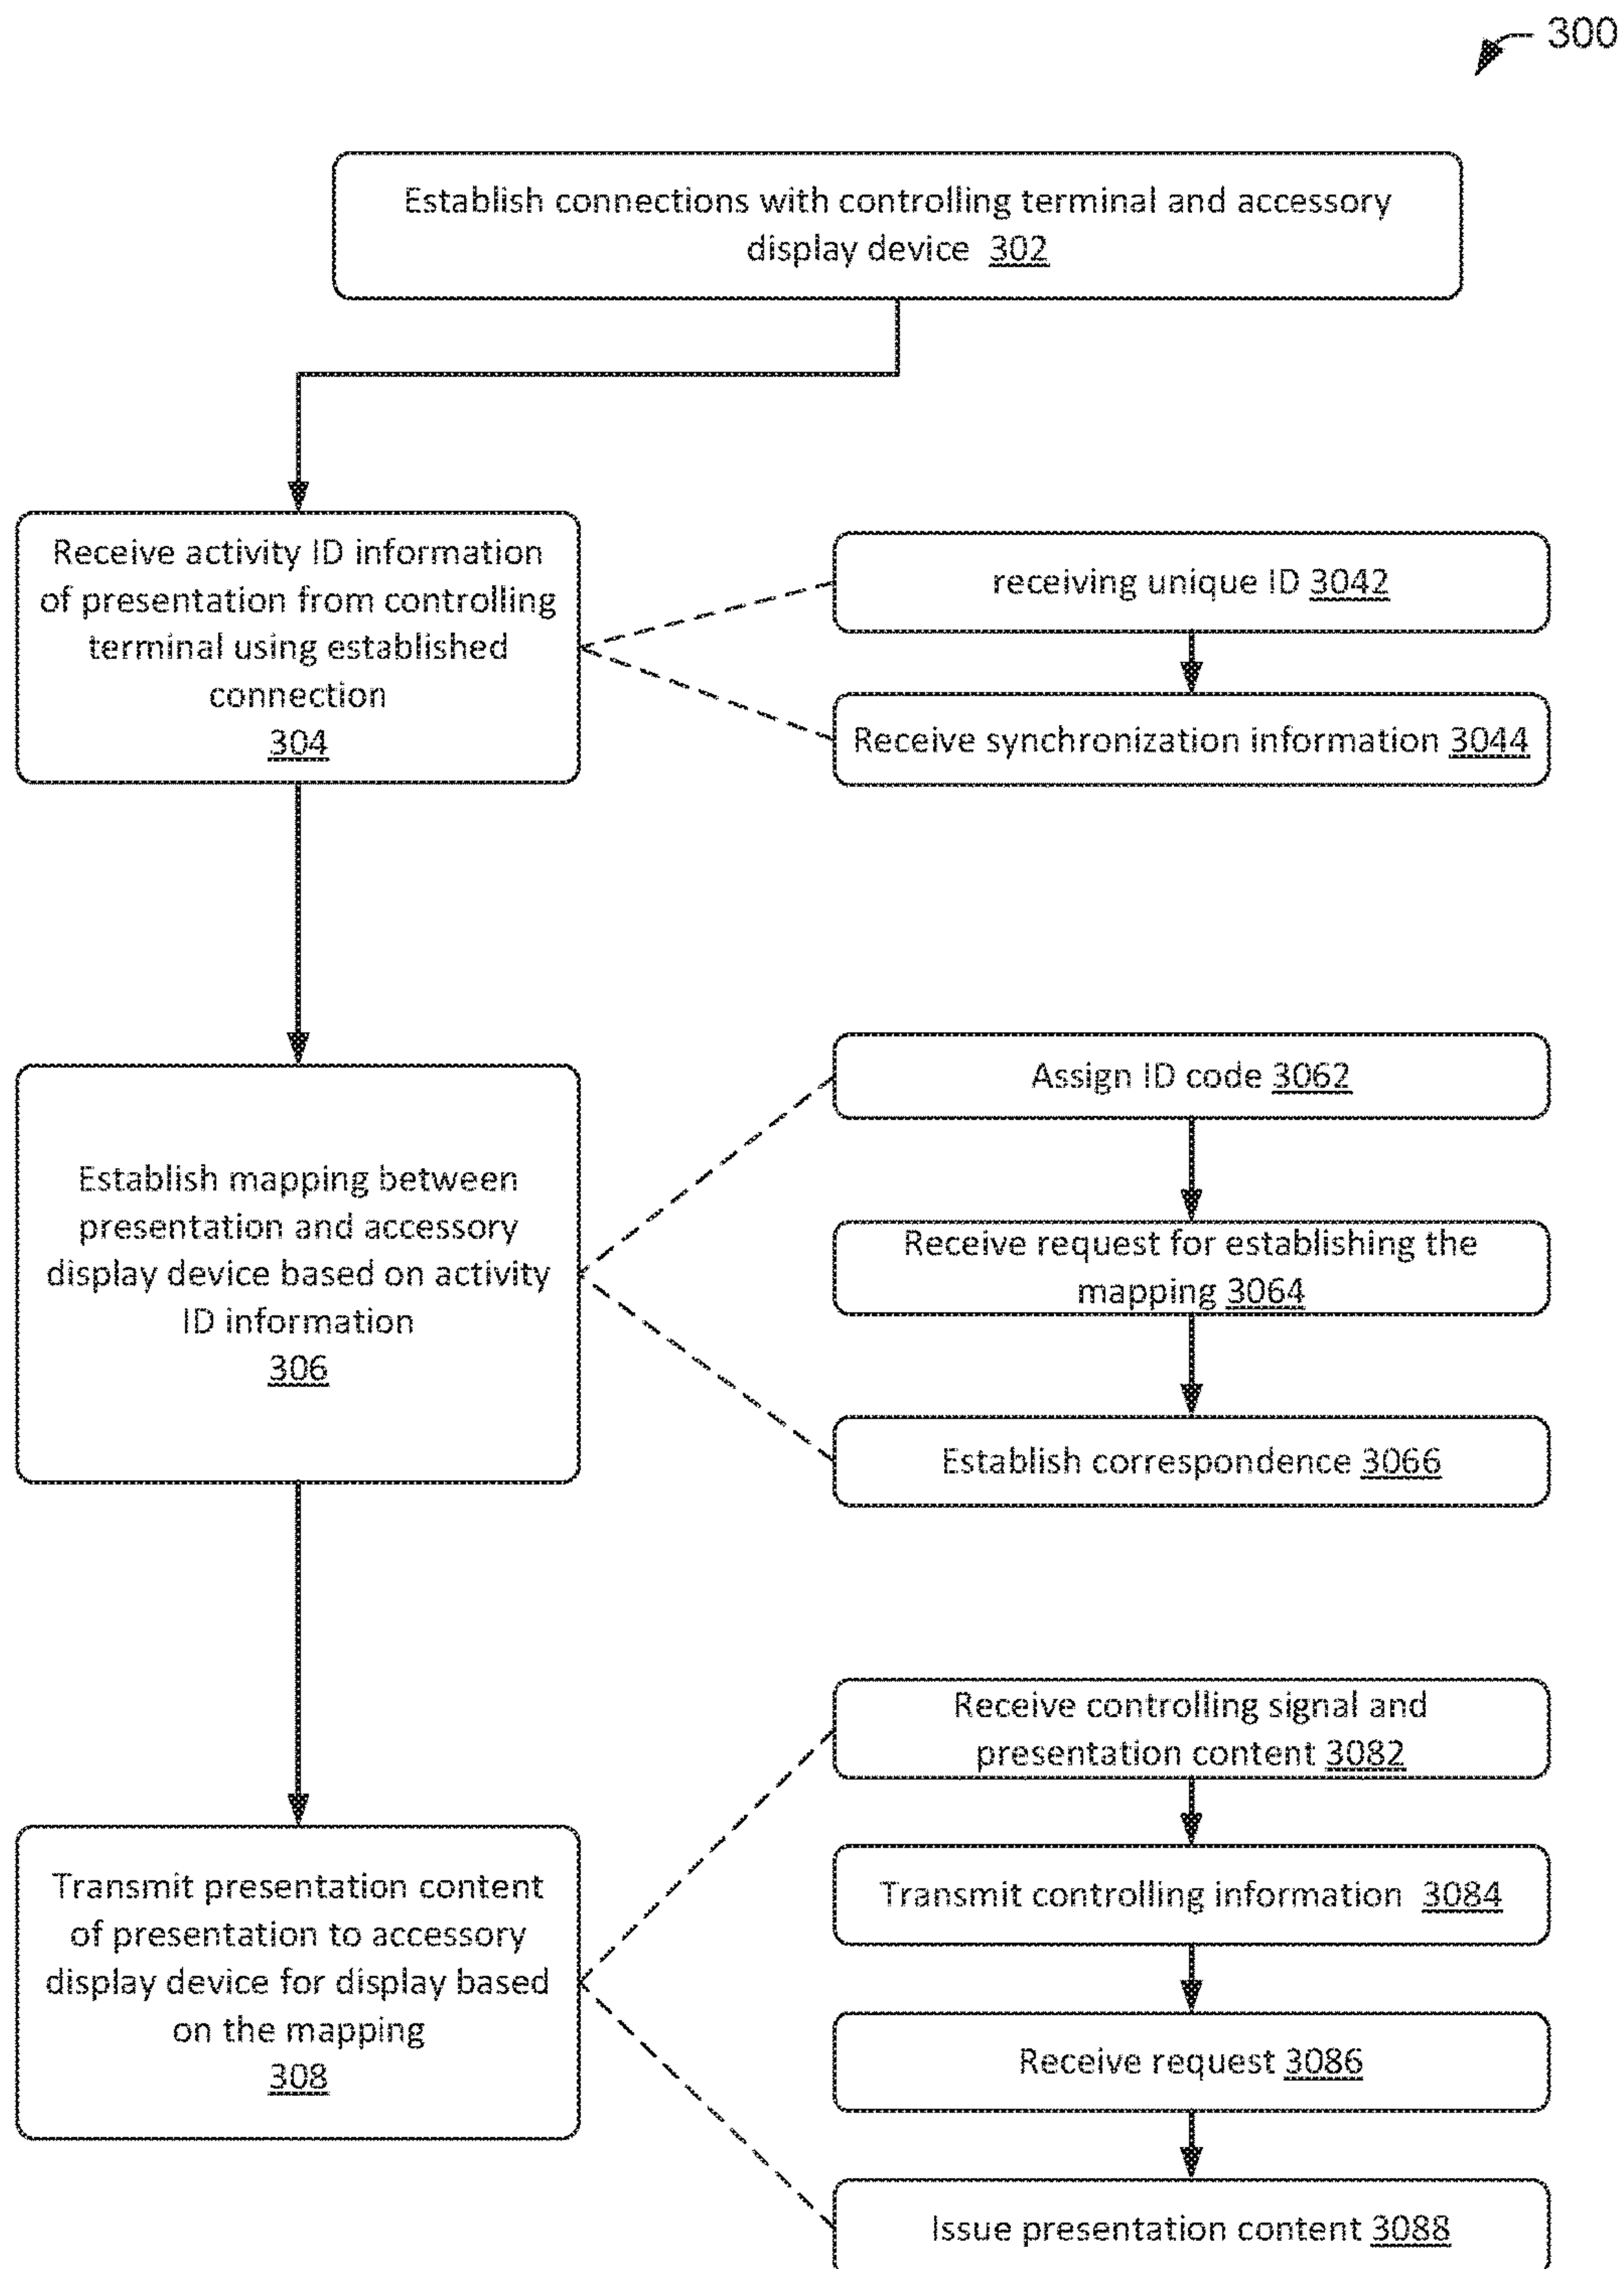 300
Establish connections with controlling terminal and accessory
display device 302
Receive activity ID information
of presentation from controlling
terminal using established
connection
304
receiving unique ID 3042
Receive synchronization information 3044
Establish mapping between
presentation and accessory
display device based on activity
ID information
306
Assign ID code 3062
Receive request for establishing the
mapping 3064
Establish correspondence 3066
Transmit presentation content
of presentation to accessory
display device for display based
on the mapping
308
Receive controlling signal and
presentation content 3082
Transmit controlling information 3084
Receive request 3086
Issue presentation content 3088